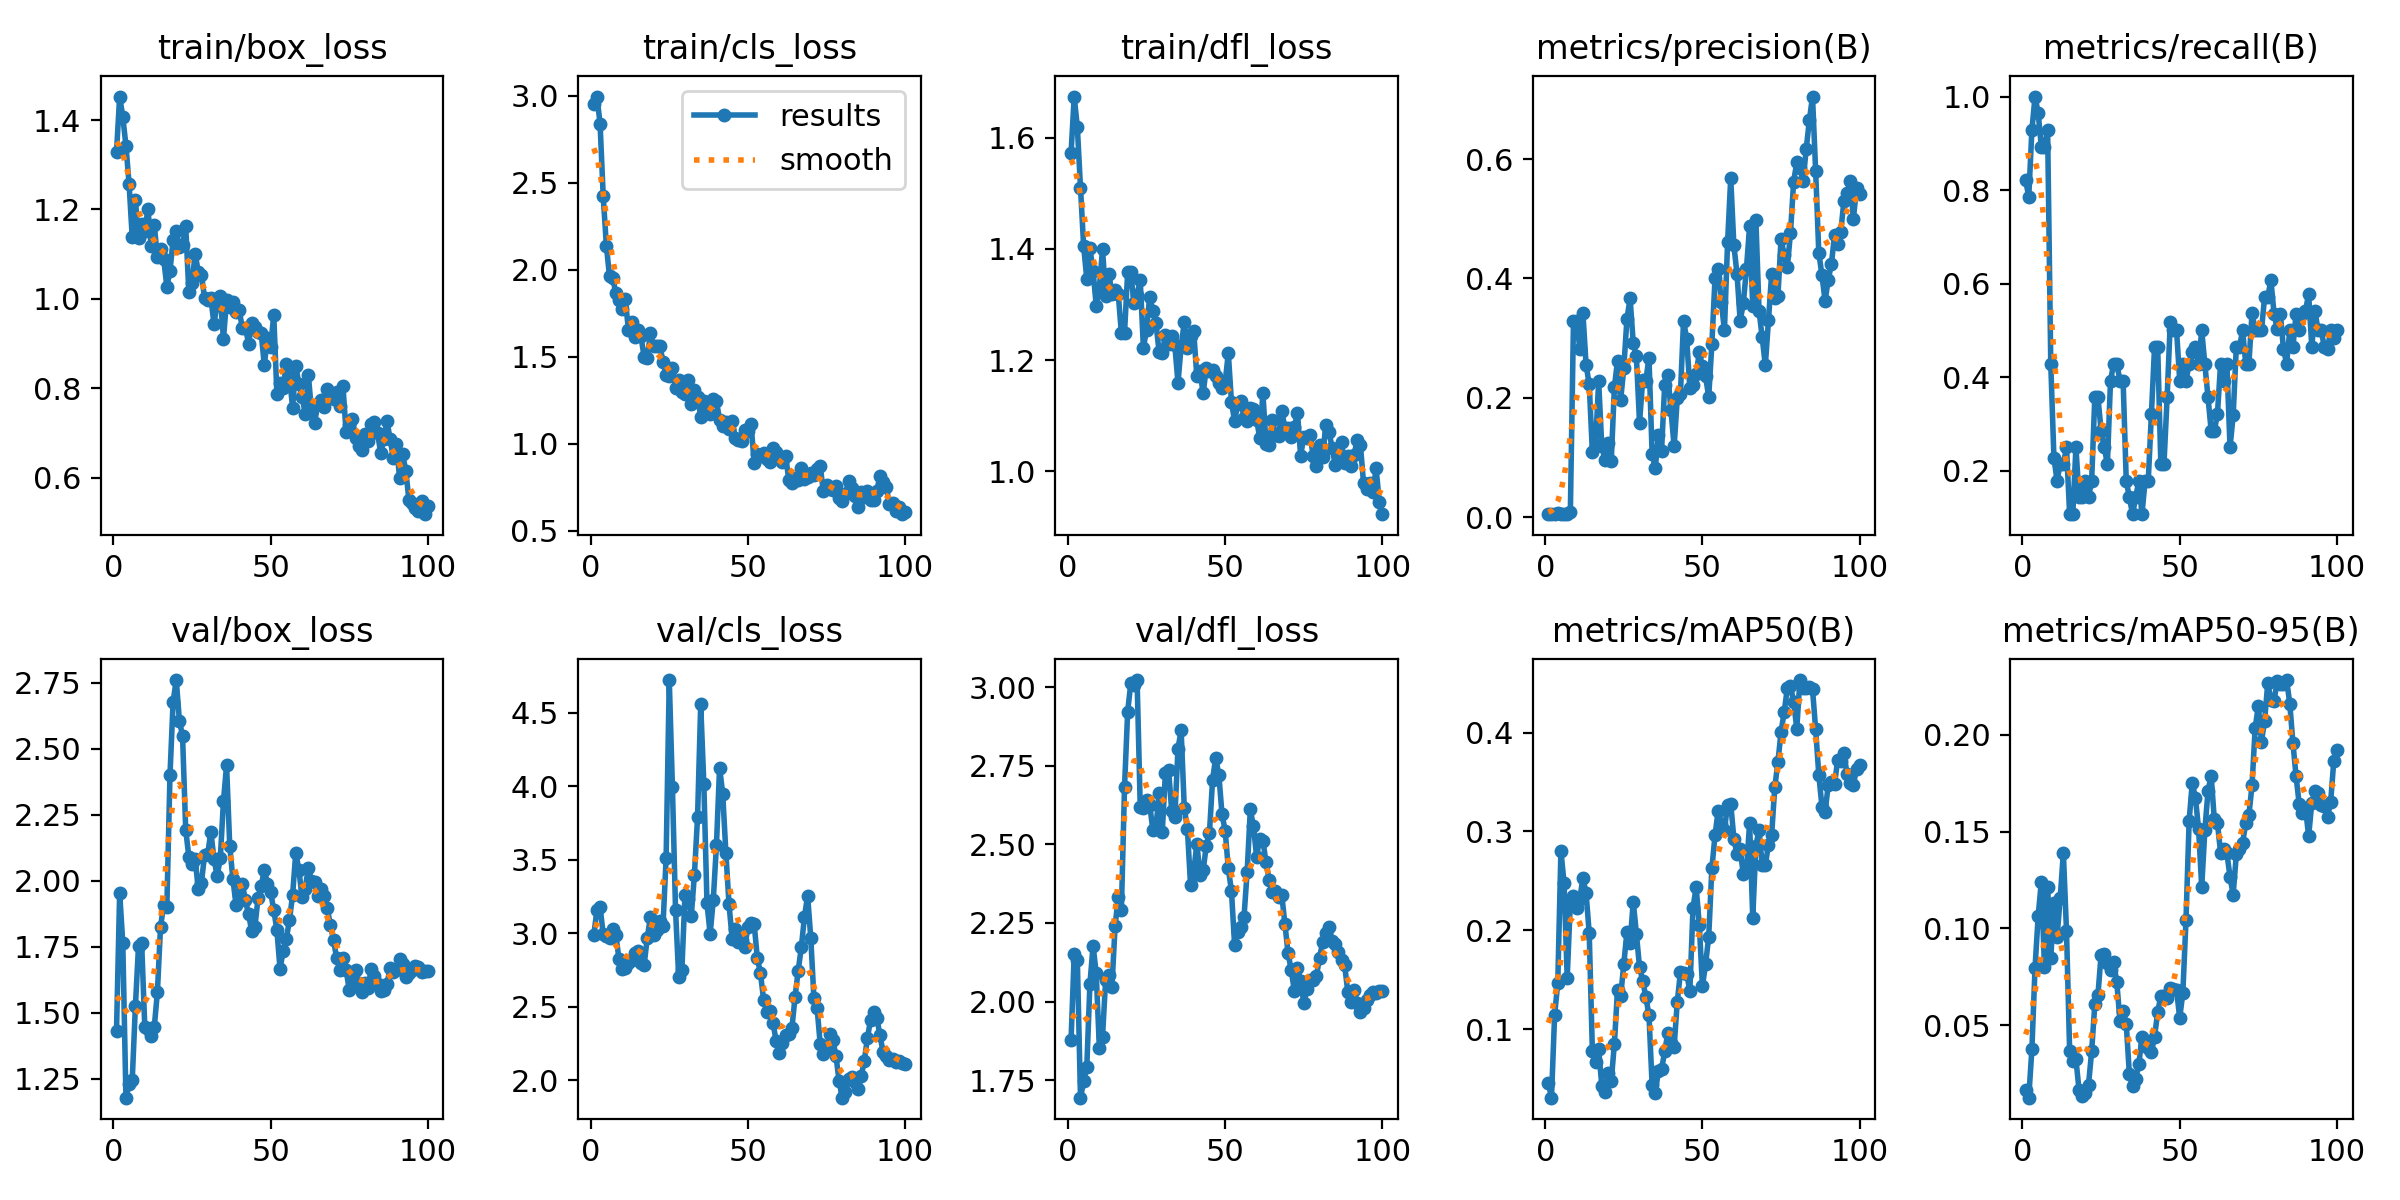 train/box_loss
1.4
1.2
1.0
0.8
0.6
0 50 100
train/cls_loss
results
smooth
3.0
2.5
2.0
1.5
1.0
0.5
0 50 100
train/dfl_loss
1.6
1.4
1.2
1.0
0 50 100
metrics/precision(B)
0.6
0.4
0.2
0.0
0 50 100
metrics/recall(B)
1.0
0.8
0.6
0.4
0.2
0 50 100
val/box_loss
2.75
2.50
2.25
2.00
1.75
1.50
1.25
0 50 100
val/cls_loss
4.5
4.0
3.5
3.0
2.5
2.0
0 50 100
val/dfl_loss
3.00
2.75
2.50
2.25
2.00
1.75
0 50 100
metrics/mAP50(B)
0.4
0.3
0.2
0.1
0 50 100
metrics/mAP50-95(B)
0.20
0.15
0.10
0.05
0 50 100